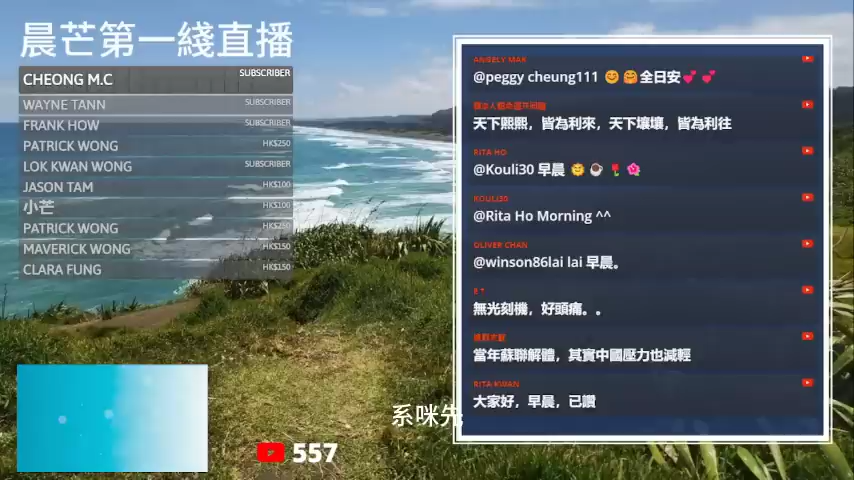 晨芒第一綫直播
CHEONG M.C SUBSCRIBER
WAYNE TANN SUBSCRIBER
FRANK HOW SUBSCRIBER
PATRICK WONG HK$250
LOK KWAN WONG SUBSCRIBER
JASON TAM HK$100
小芒 HK$100
PATRICK WONG HK$250
MAVERICK WONG HK$150
CLARA FUNG HK$150
ANGELY MAK
@peggy cheung111 😊 🤗 全日安 💕 💕
天下熙熙，皆為利來，天下壤壤，皆為利往
RITA HO
@Kouli30 早晨 🌞 ☕ 🌹 🌺
KOULI30
@Rita Ho Morning ^^
OLIVER CHAN
@winson86lai lai 早晨。
B T
無光刻機，好頭痛。。
當年蘇聯解體，其實中國壓力也減輕
RITA KWAN
大家好，早晨，已讚
系咪先
557